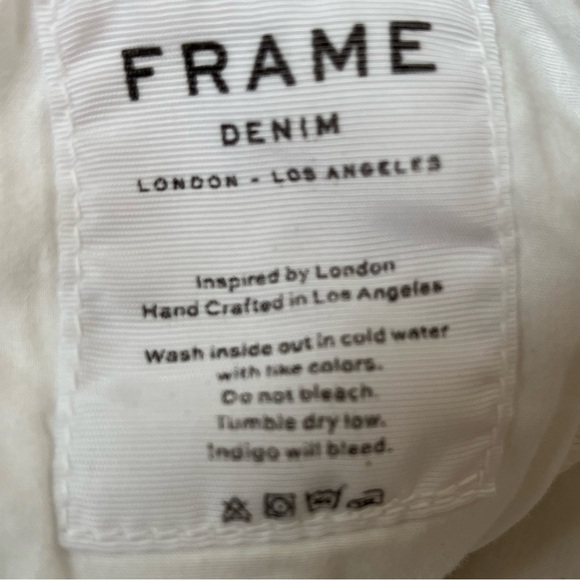 FRAME
DENIM
LONDON - LOS ANGELES
Inspired by London
Hand Crafted in Los Angeles
Wash inside out in cold water
with like colors.
Do not bleach.
Tumble dry low.
Indigo will bleed.